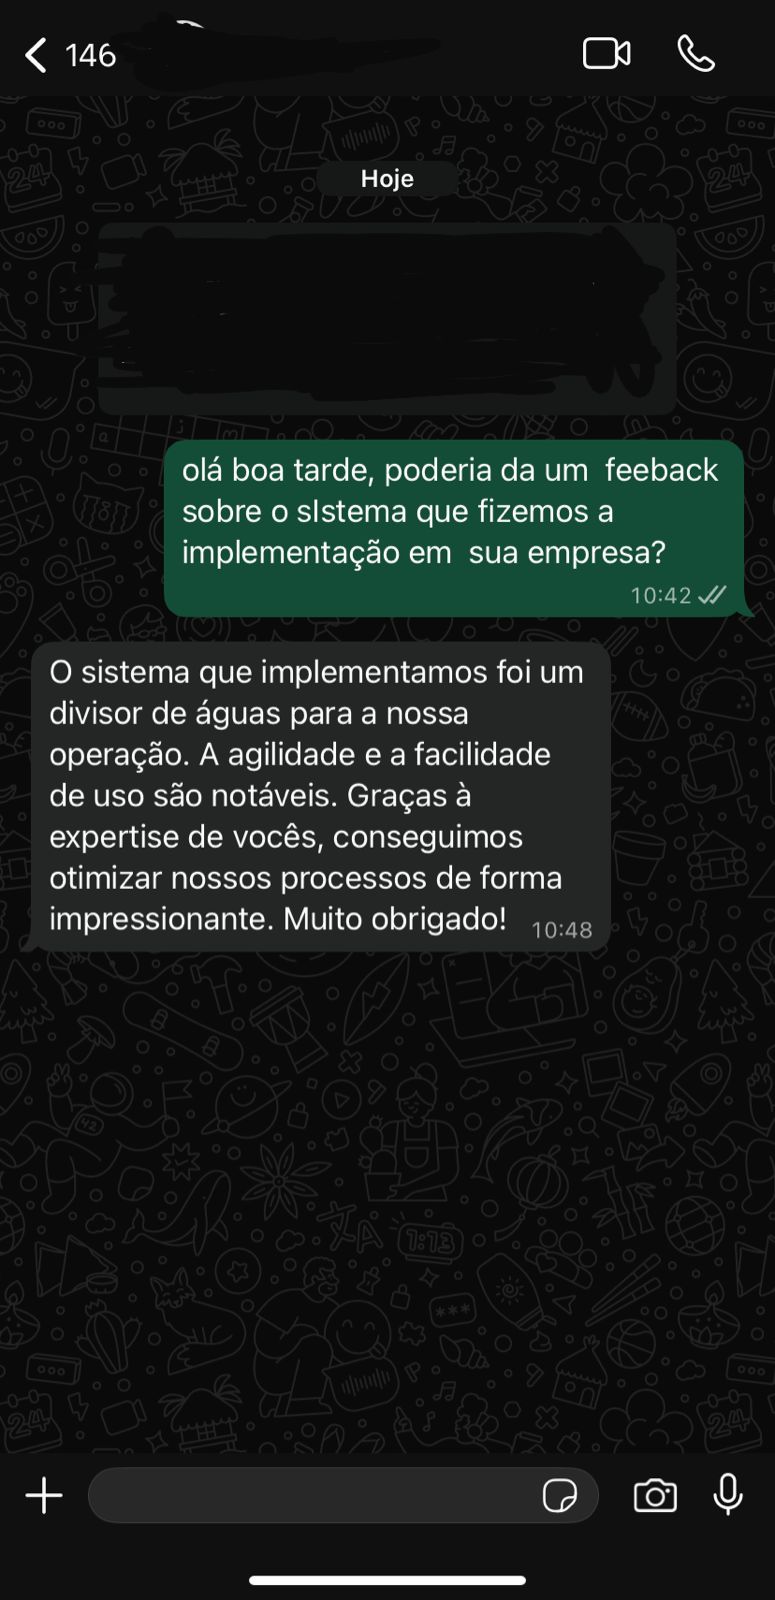 146
Hoje
olá boa tarde, poderia da um  feeback
sobre o sIstema que fizemos a
implementação em  sua empresa?
10:42
O sistema que implementamos foi um
divisor de águas para a nossa
operação. A agilidade e a facilidade
de uso são notáveis. Graças à
expertise de vocês, conseguimos
otimizar nossos processos de forma
impressionante. Muito obrigado!
10:48